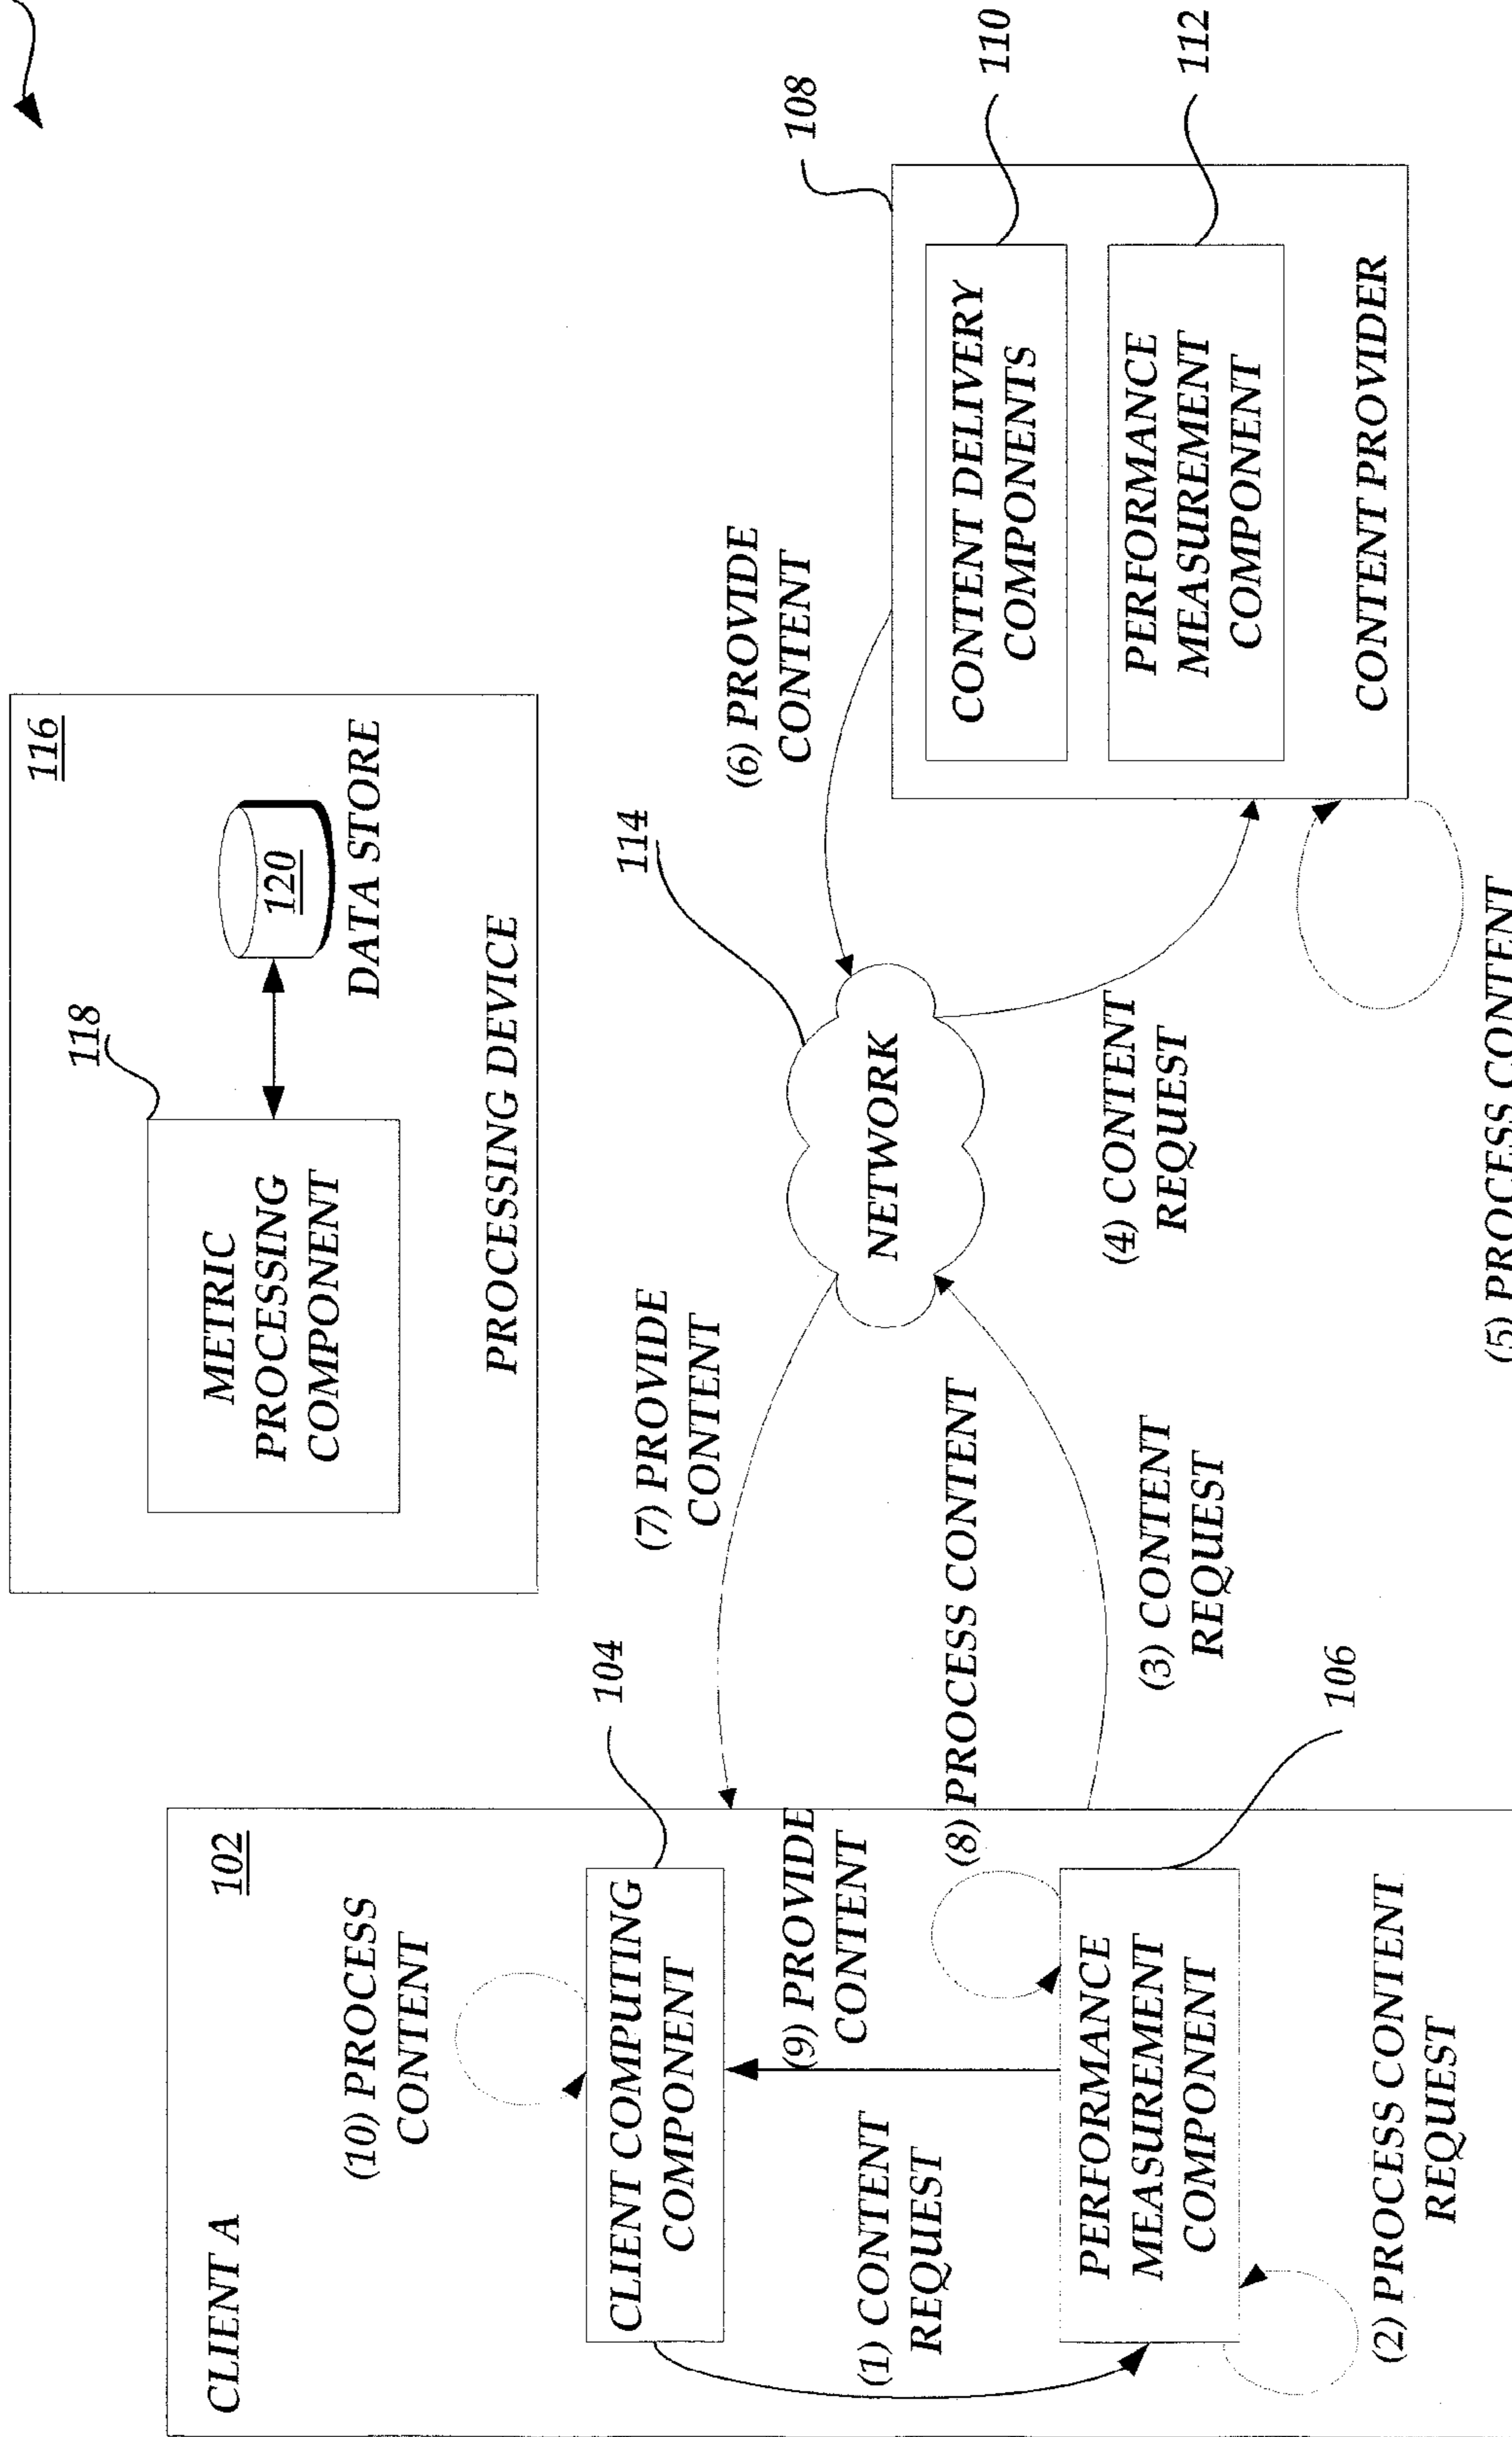 116
118
METRIC
PROCESSING
COMPONENT
120
DATA STORE
PROCESSING DEVICE
CLIENT A
102
(10) PROCESS
CONTENT
104
CLIENT COMPUTING
COMPONENT
(9) PROVIDE
CONTENT
(1) CONTENT
REQUEST
(8) PROCESS CONTENT
PERFORMANCE
MEASUREMENT
COMPONENT
106
(2) PROCESS CONTENT
REQUEST
(7) PROVIDE
CONTENT
(3) CONTENT
REQUEST
114
NETWORK
(6) PROVIDE
CONTENT
(4) CONTENT
REQUEST
108
CONTENT DELIVERY
COMPONENTS
110
PERFORMANCE
MEASUREMENT
COMPONENT
112
CONTENT PROVIDER
(5) PROCESS CONTENT